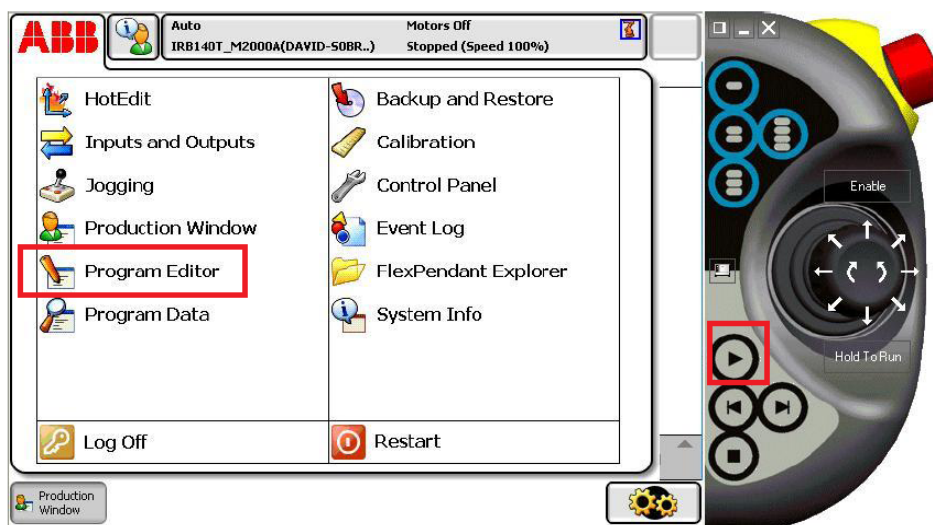 ABB
Auto
IRB140T_M2000A(DAVID-S0BR..)
Motors Off
Stopped (Speed 100%)
HotEdit
Inputs and Outputs
Jogging
Production Window
Program Editor
Program Data
Backup and Restore
Calibration
Control Panel
Event Log
FlexPendant Explorer
System Info
Log Off
Restart
Production
Window
Enable
Hold To Run